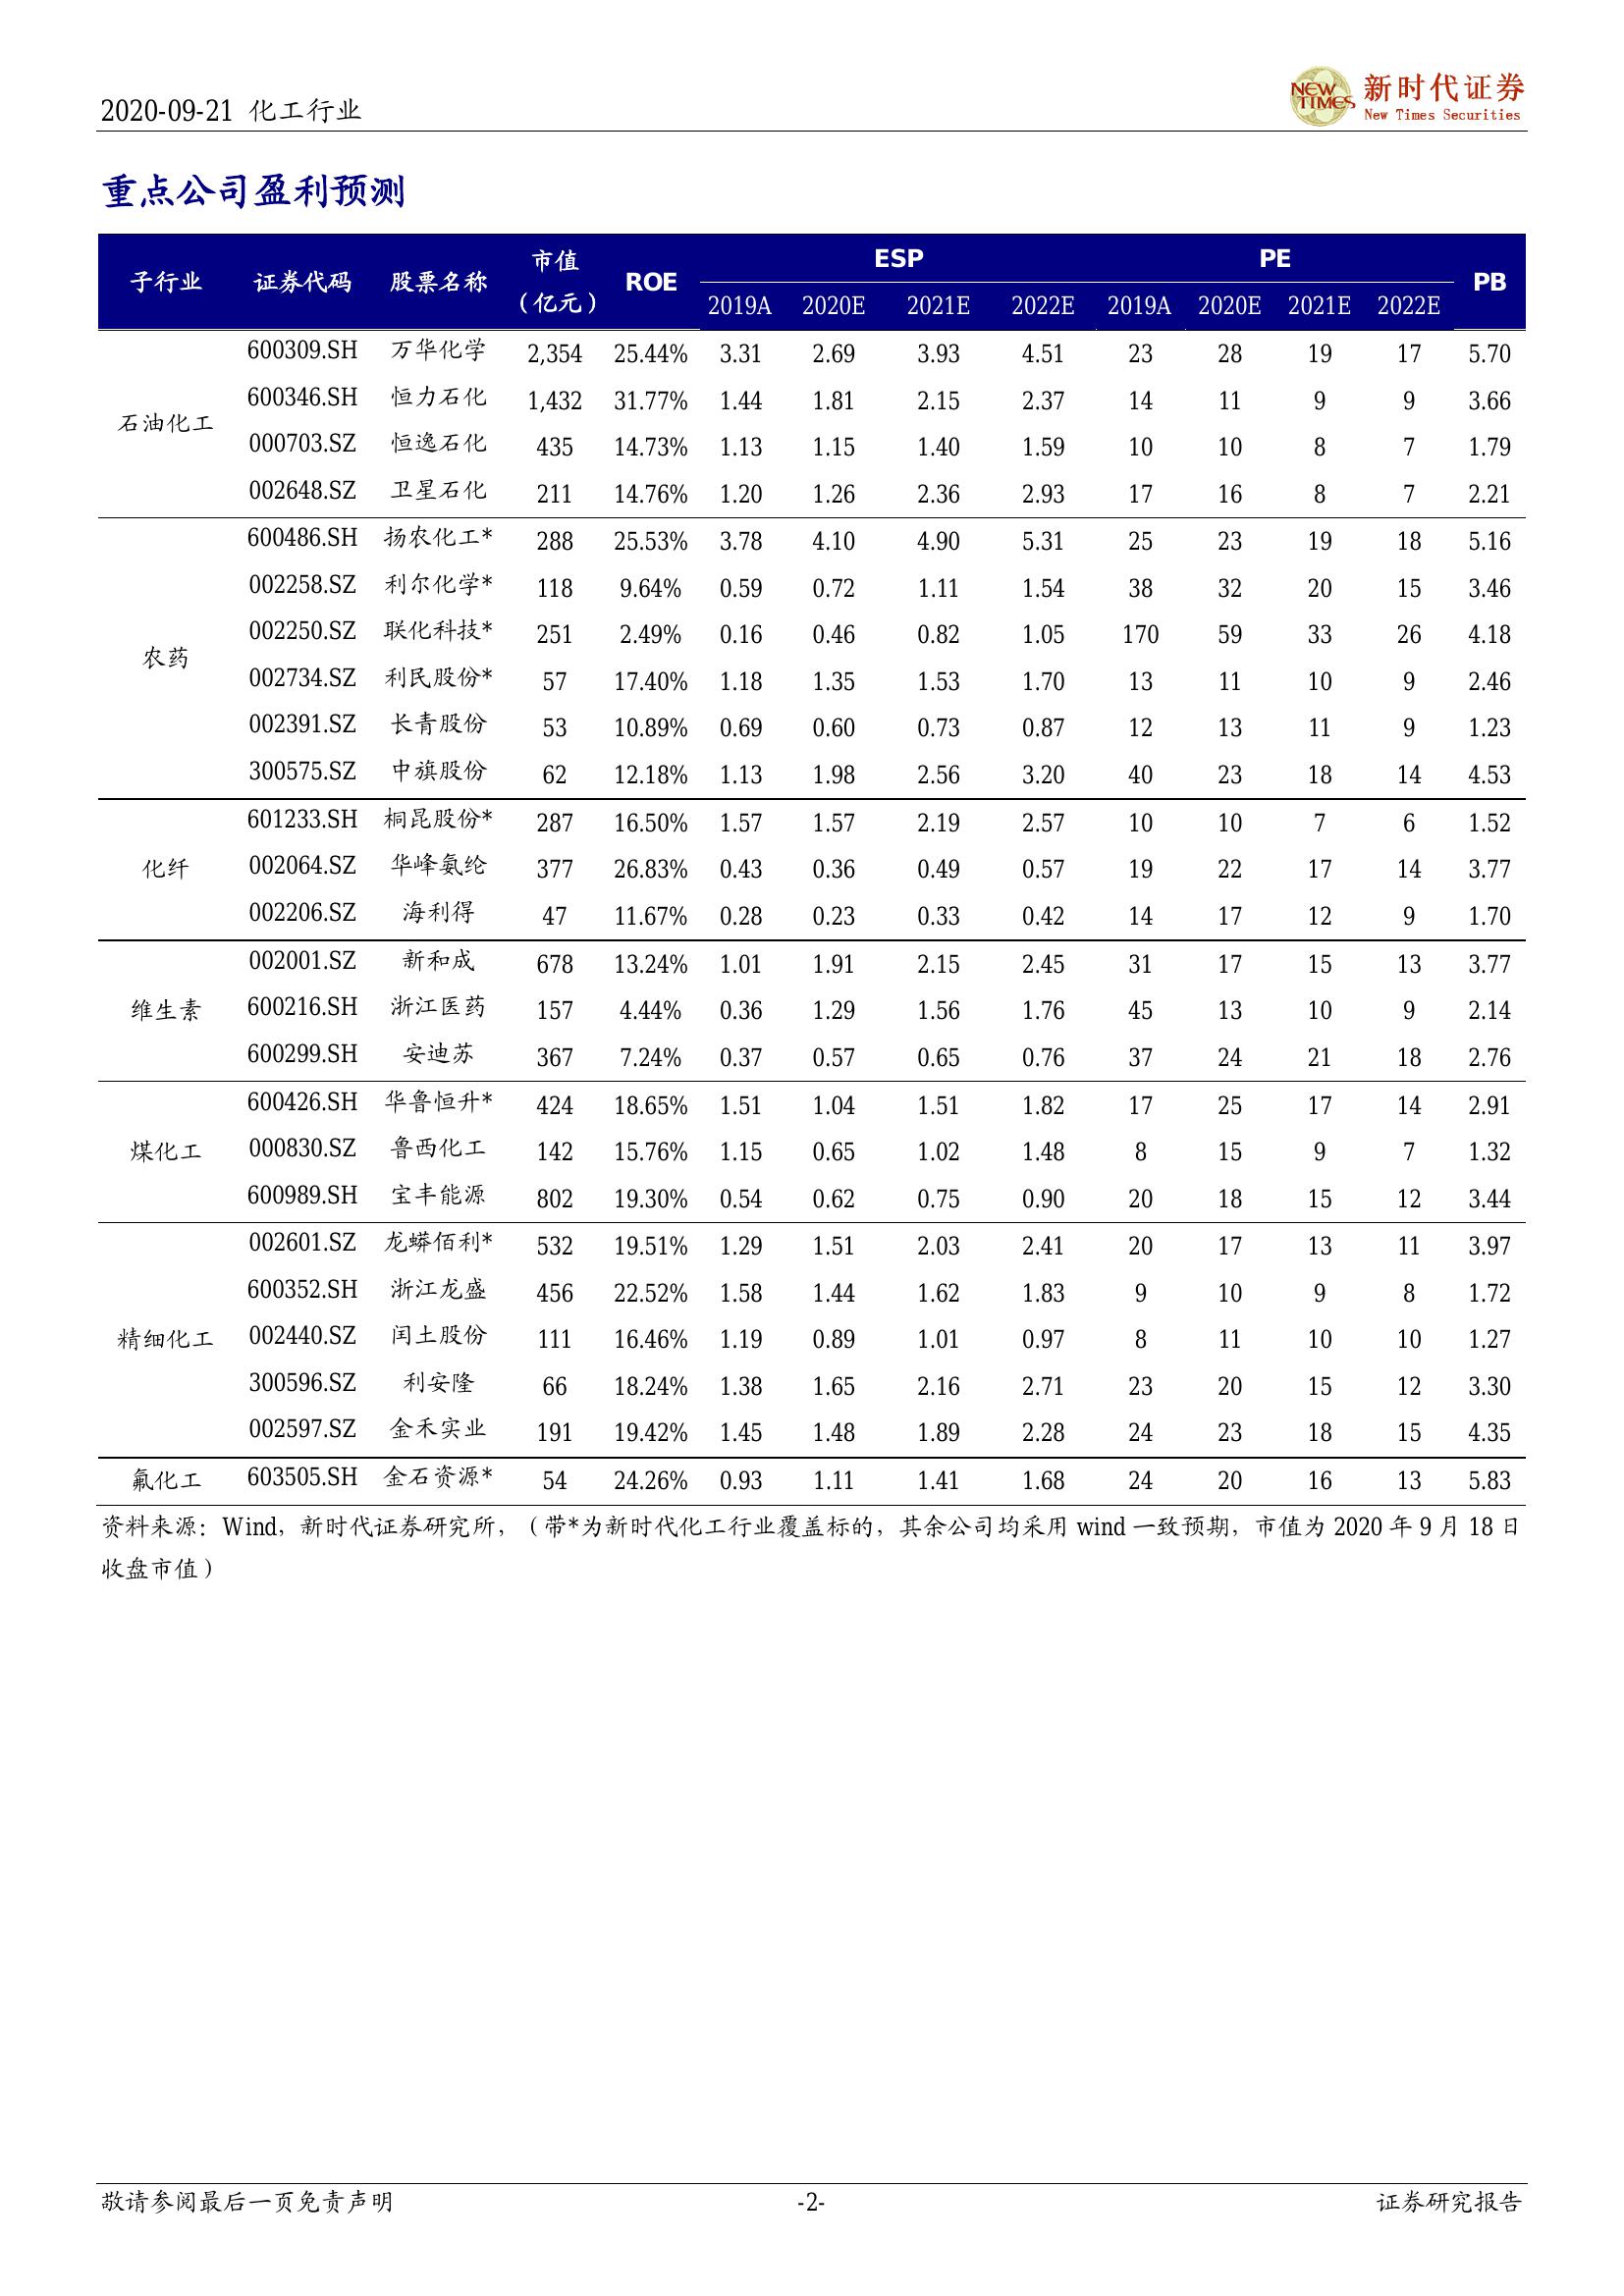 2020-09-21 化工行业
NEW TIMES 新时代证券
New Times Securities
重点公司盈利预测
子行业 证券代码 股票名称 市值（亿元） ROE ESP PE PB
2019A 2020E 2021E 2022E 2019A 2020E 2021E 2022E
石油化工
600309.SH 万华化学 2,354 25.44% 3.31 2.69 3.93 4.51 23 28 19 17 5.70
600346.SH 恒力石化 1,432 31.77% 1.44 1.81 2.15 2.37 14 11 9 9 3.66
000703.SZ 恒逸石化 435 14.73% 1.13 1.15 1.40 1.59 10 10 8 7 1.79
002648.SZ 卫星石化 211 14.76% 1.20 1.26 2.36 2.93 17 16 8 7 2.21
农药
600486.SH 扬农化工* 288 25.53% 3.78 4.10 4.90 5.31 25 23 19 18 5.16
002258.SZ 利尔化学* 118 9.64% 0.59 0.72 1.11 1.54 38 32 20 15 3.46
002250.SZ 联化科技* 251 2.49% 0.16 0.46 0.82 1.05 170 59 33 26 4.18
002734.SZ 利民股份* 57 17.40% 1.18 1.35 1.53 1.70 13 11 10 9 2.46
002391.SZ 长青股份 53 10.89% 0.69 0.60 0.73 0.87 12 13 11 9 1.23
300575.SZ 中旗股份 62 12.18% 1.13 1.98 2.56 3.20 40 23 18 14 4.53
化纤
601233.SH 桐昆股份* 287 16.50% 1.57 1.57 2.19 2.57 10 10 7 6 1.52
002064.SZ 华峰氨纶 377 26.83% 0.43 0.36 0.49 0.57 19 22 17 14 3.77
002206.SZ 海利得 47 11.67% 0.28 0.23 0.33 0.42 14 17 12 9 1.70
维生素
002001.SZ 新和成 678 13.24% 1.01 1.91 2.15 2.45 31 17 15 13 3.77
600216.SH 浙江医药 157 4.44% 0.36 1.29 1.56 1.76 45 13 10 9 2.14
600299.SH 安迪苏 367 7.24% 0.37 0.57 0.65 0.76 37 24 21 18 2.76
煤化工
600426.SH 华鲁恒升* 424 18.65% 1.51 1.04 1.51 1.82 17 25 17 14 2.91
000830.SZ 鲁西化工 142 15.76% 1.15 0.65 1.02 1.48 8 15 9 7 1.32
600989.SH 宝丰能源 802 19.30% 0.54 0.62 0.75 0.90 20 18 15 12 3.44
精细化工
002601.SZ 龙蟒佰利* 532 19.51% 1.29 1.51 2.03 2.41 20 17 13 11 3.97
600352.SH 浙江龙盛 456 22.52% 1.58 1.44 1.62 1.83 9 10 9 8 1.72
002440.SZ 闰土股份 111 16.46% 1.19 0.89 1.01 0.97 8 11 10 10 1.27
300596.SZ 利安隆 66 18.24% 1.38 1.65 2.16 2.71 23 20 15 12 3.30
002597.SZ 金禾实业 191 19.42% 1.45 1.48 1.89 2.28 24 23 18 15 4.35
氟化工 603505.SH 金石资源* 54 24.26% 0.93 1.11 1.41 1.68 24 20 16 13 5.83
资料来源：Wind，新时代证券研究所，（带*为新时代化工行业覆盖标的，其余公司均采用 wind 一致预期，市值为 2020 年 9 月 18 日
收盘市值）
敬请参阅最后一页免责声明 -2- 证券研究报告